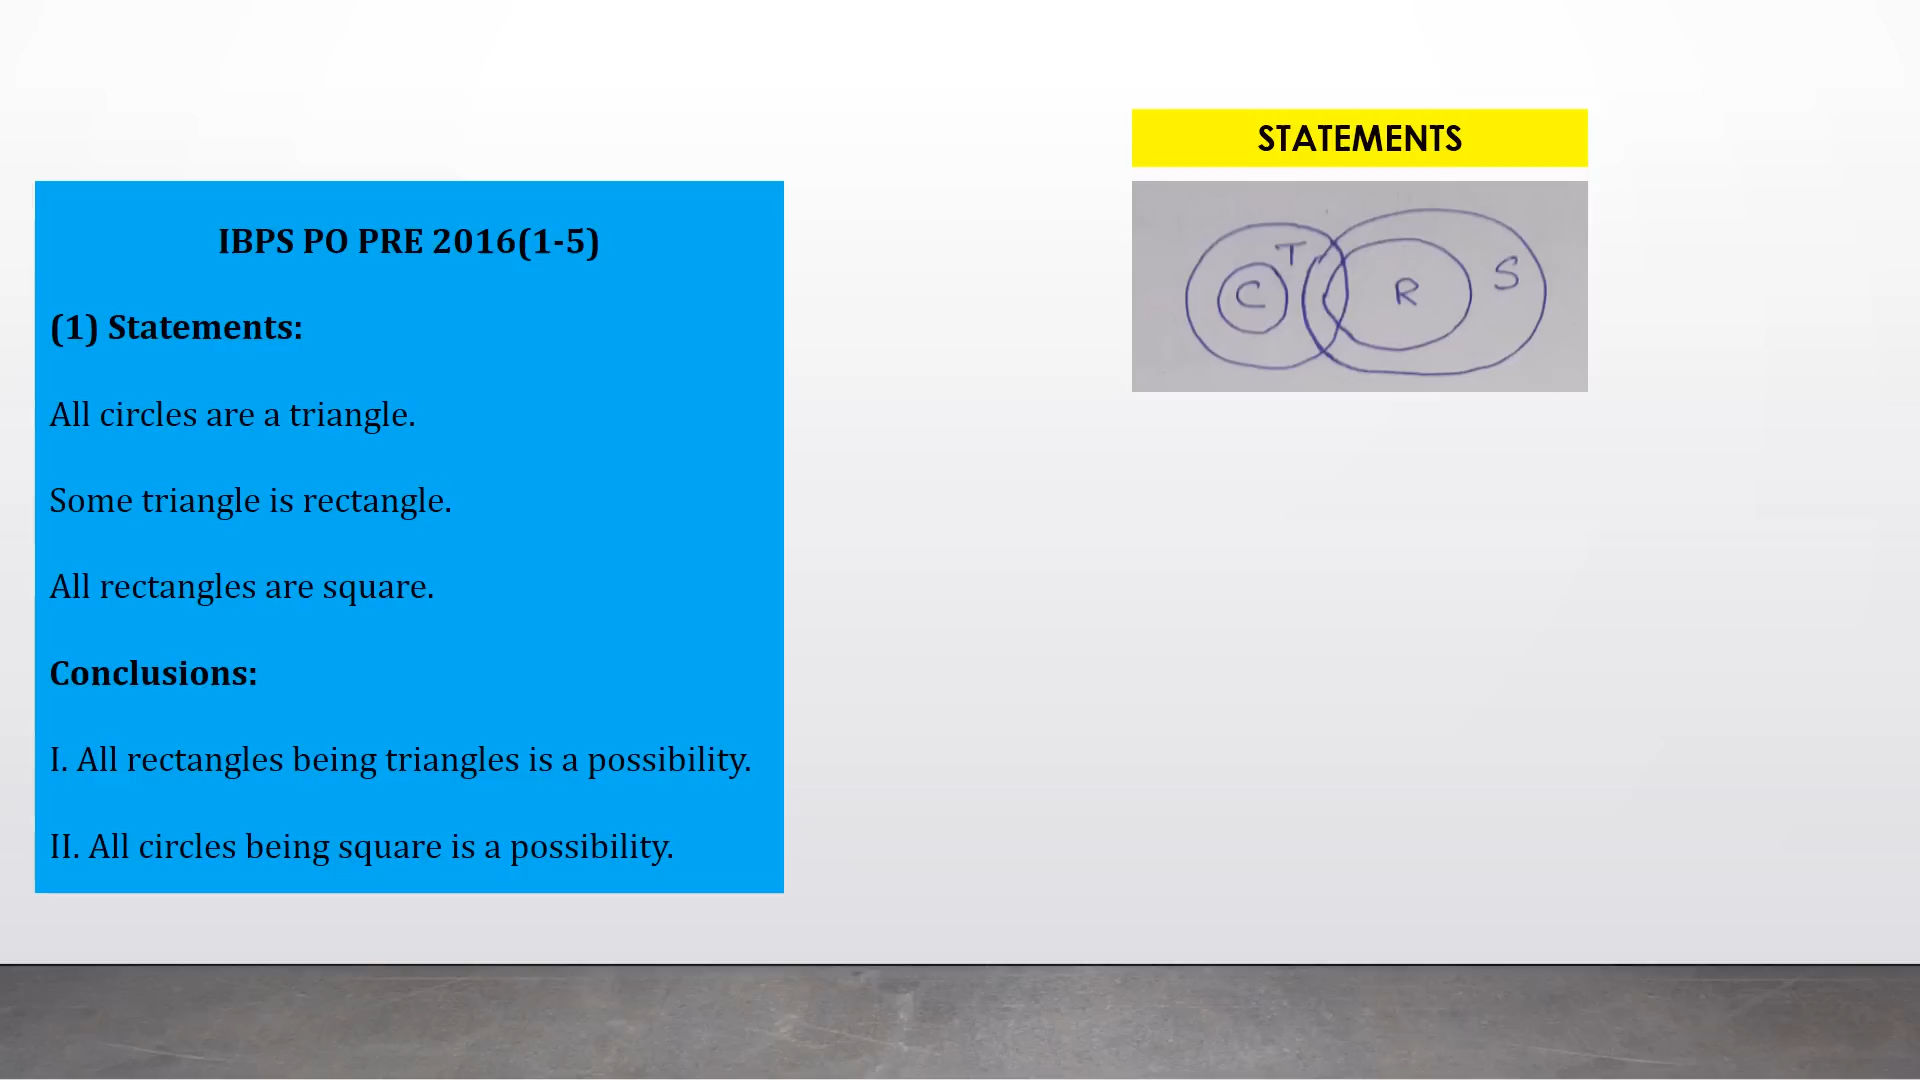 STATEMENTS
IBPS PO PRE 2016(1-5)
(1) Statements:
All circles are a triangle.
Some triangle is rectangle.
All rectangles are square.
Conclusions:
I. All rectangles being triangles is a possibility.
II. All circles being square is a possibility.
T
C
R
S